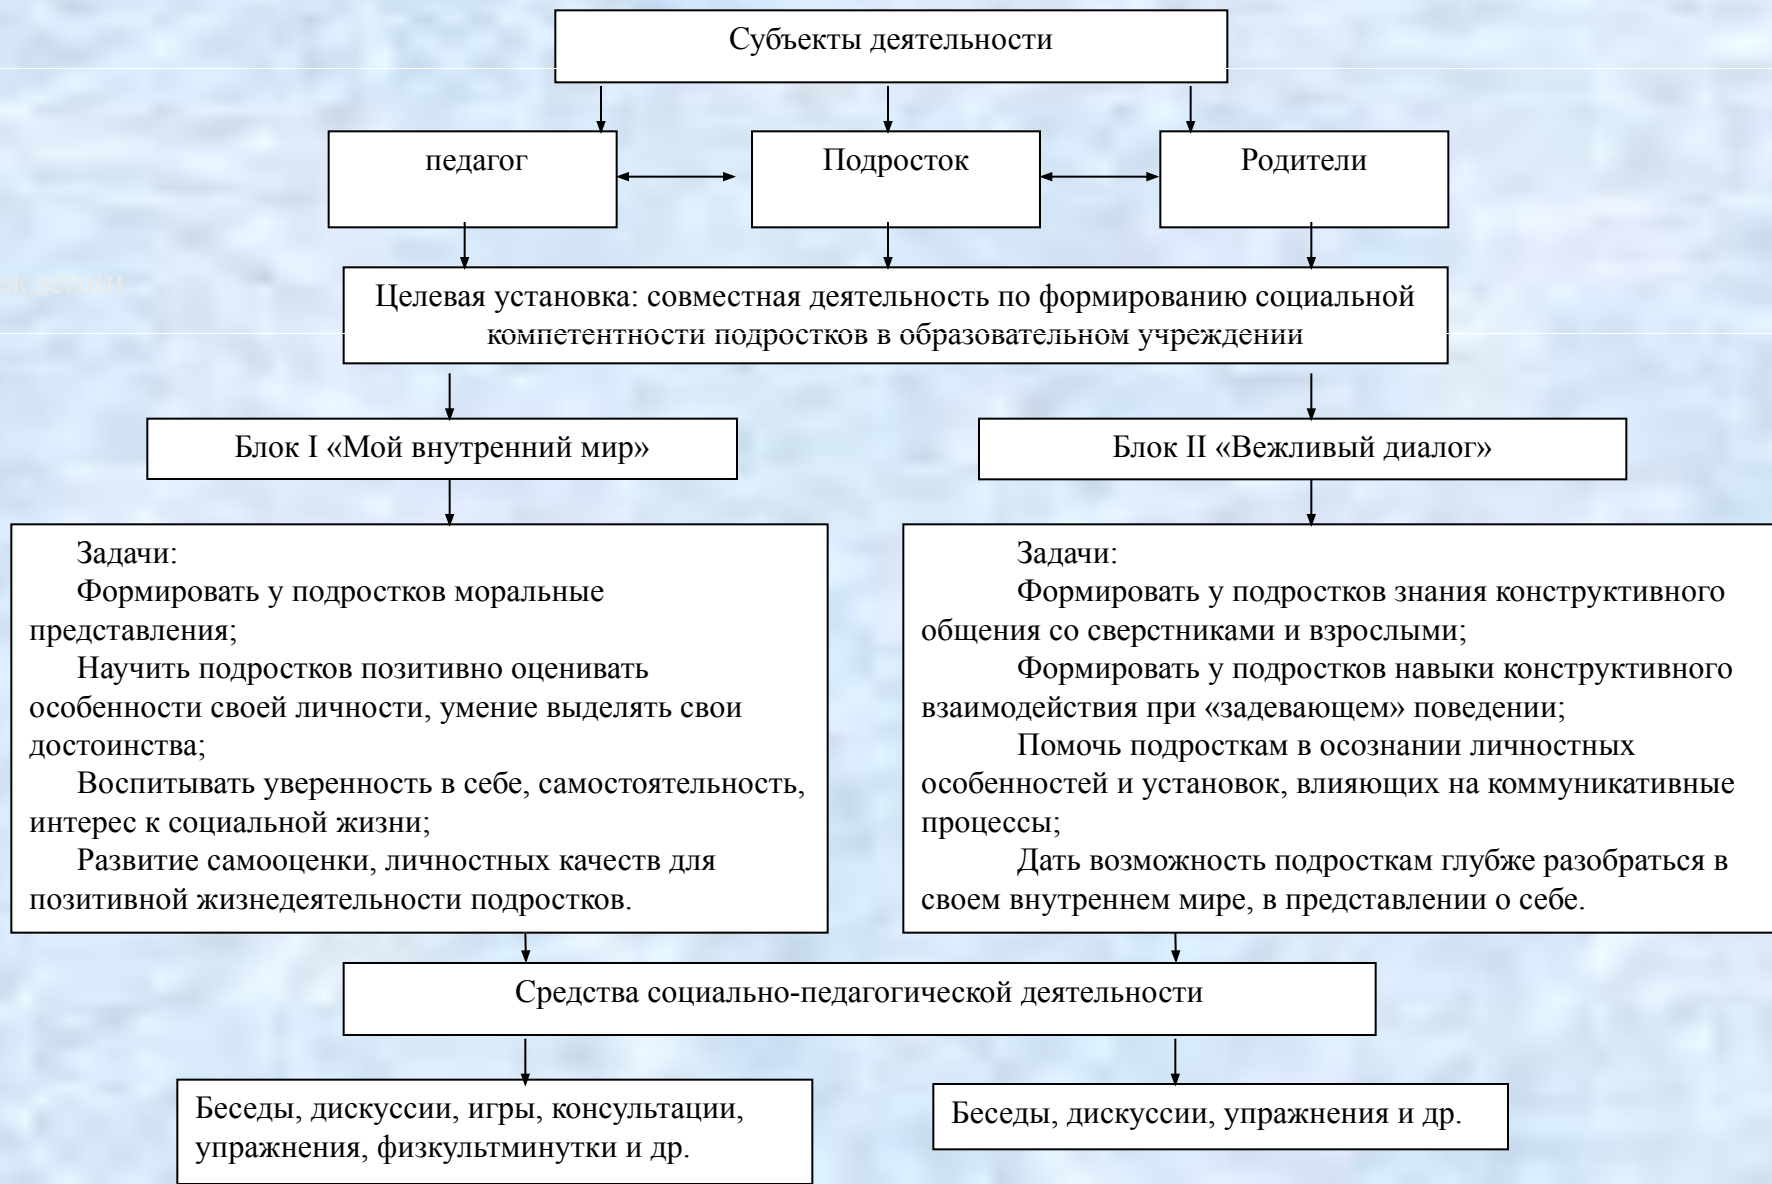 Субъекты деятельности
педагог
Подросток
Родители
Целевая установка: совместная деятельность по формированию социальной
компетентности подростков в образовательном учреждении
Блок I «Мой внутренний мир»
Блок II «Вежливый диалог»
Задачи:
Формировать у подростков моральные
представления;
Научить подростков позитивно оценивать
особенности своей личности, умение выделять свои
достоинства;
Воспитывать уверенность в себе, самостоятельность,
интерес к социальной жизни;
Развитие самооценки, личностных качеств для
позитивной жизнедеятельности подростков.
Задачи:
Формировать у подростков знания конструктивного
общения со сверстниками и взрослыми;
Формировать у подростков навыки конструктивного
взаимодействия при «задевающем» поведении;
Помочь подросткам в осознании личностных
особенностей и установок, влияющих на коммуникативные
процессы;
Дать возможность подросткам глубже разобраться в
своем внутреннем мире, в представлении о себе.
Средства социально-педагогической деятельности
Беседы, дискуссии, игры, консультации,
упражнения, физкультминутки и др.
Беседы, дискуссии, упражнения и др.